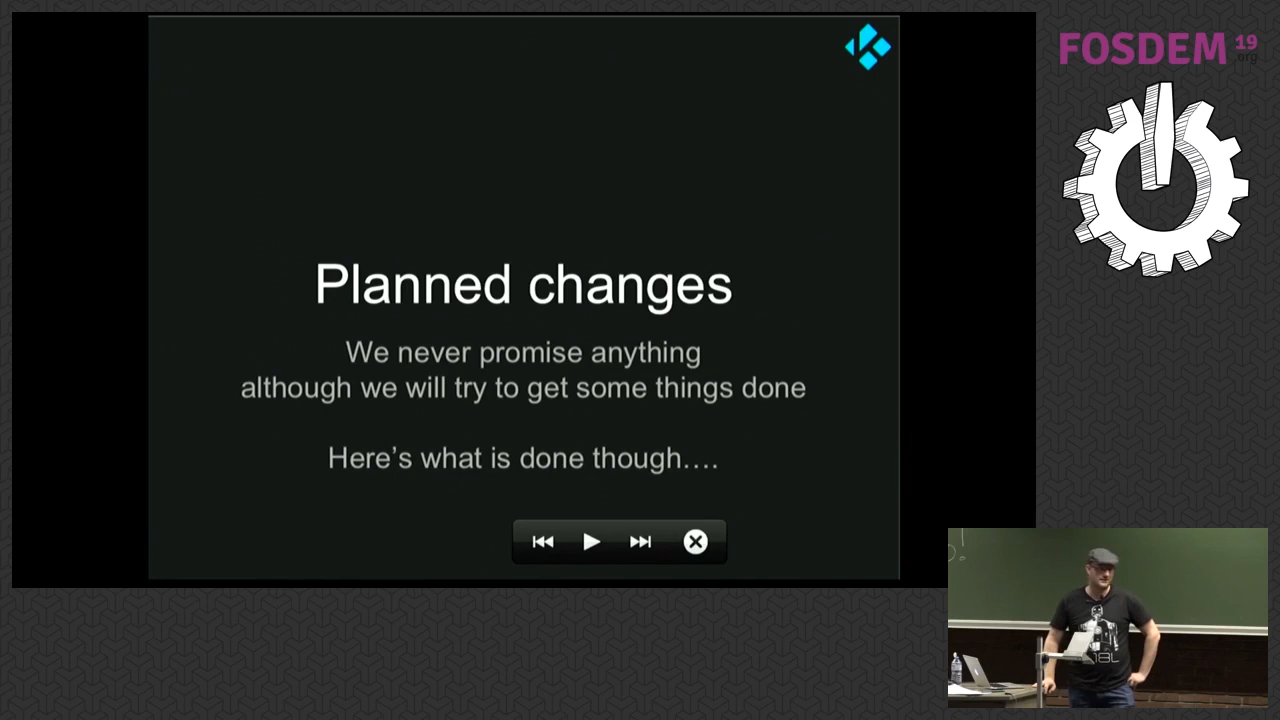 FOSDEM 19
.org
Planned changes
We never promise anything
although we will try to get some things done
Here's what is done though....